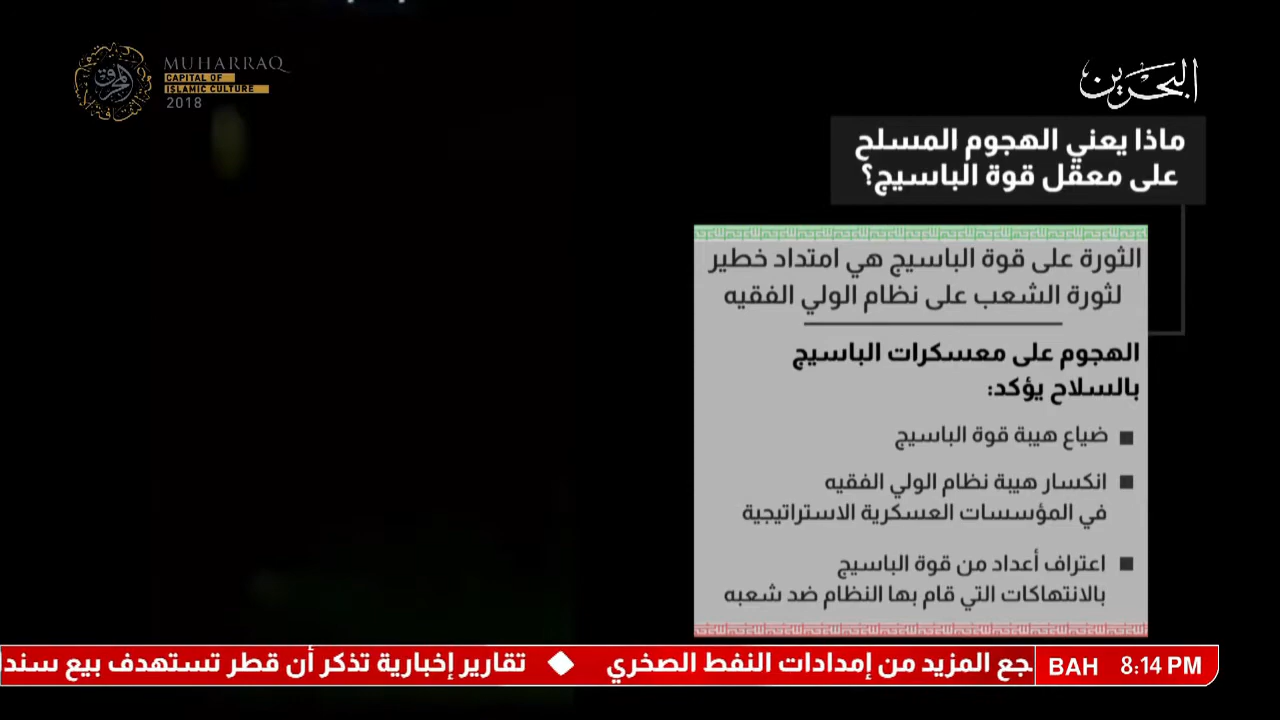 MUHARRAQ
CAPITAL OF
ISLAMIC CULTURE
2018
البحرين
ماذا يعني الهجوم المسلح
على معقل قوة الباسيج؟
الثورة على قوة الباسيج هي امتداد خطير
لثورة الشعب على نظام الولي الفقيه
الهجوم على معسكرات الباسيج
بالسلاح يؤكد:
■ ضياع هيبة قوة الباسيج
■ انكسار هيبة نظام الولي الفقيه
في المؤسسات العسكرية الاستراتيجية
■ اعتراف أعداد من قوة الباسيج
بالانتهاكات التي قام بها النظام ضد شعبه
BAH 8:14 PM
جع المزيد من إمدادات النفط الصخري ◆ تقارير إخبارية تذكر أن قطر تستهدف بيع سندا